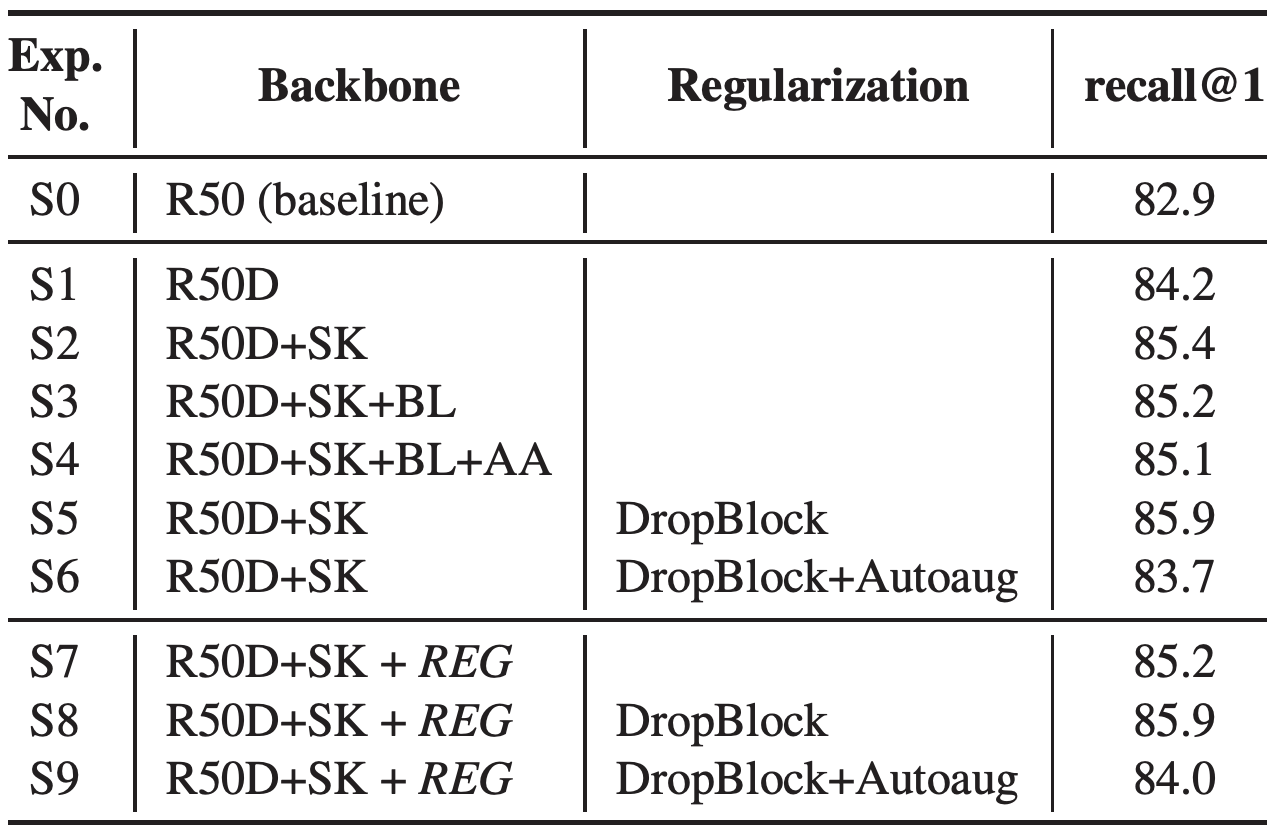 Exp. No. Backbone Regularization recall@1
S0 R50 (baseline) 82.9
S1 R50D 84.2
S2 R50D+SK 85.4
S3 R50D+SK+BL 85.2
S4 R50D+SK+BL+AA 85.1
S5 R50D+SK DropBlock 85.9
S6 R50D+SK DropBlock+Autoaug 83.7
S7 R50D+SK + REG 85.2
S8 R50D+SK + REG DropBlock 85.9
S9 R50D+SK + REG DropBlock+Autoaug 84.0